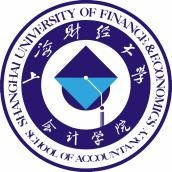 SHANGHAI UNIVERSITY OF FINANCE & ECONOMICS
上海财经大学
会计学院
SCHOOL OF ACCOUNTANCY